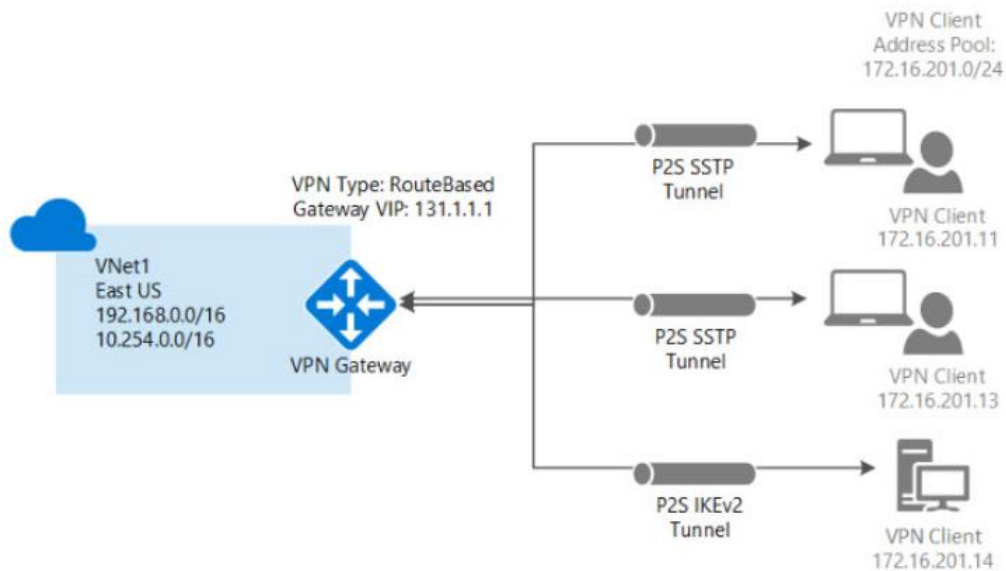 VPN Client
Address Pool:
172.16.201.0/24
VPN Type: RouteBased
Gateway VIP: 131.1.1.1
P2S SSTP
Tunnel
VPN Client
172.16.201.11
VNet1
East US
192.168.0.0/16
10.254.0.0/16
VPN Gateway
P2S SSTP
Tunnel
VPN Client
172.16.201.13
P2S IKEv2
Tunnel
VPN Client
172.16.201.14